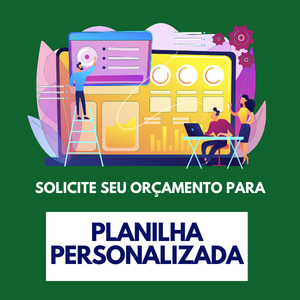 SOLICITE SEU ORÇAMENTO PARA
PLANILHA
PERSONALIZADA